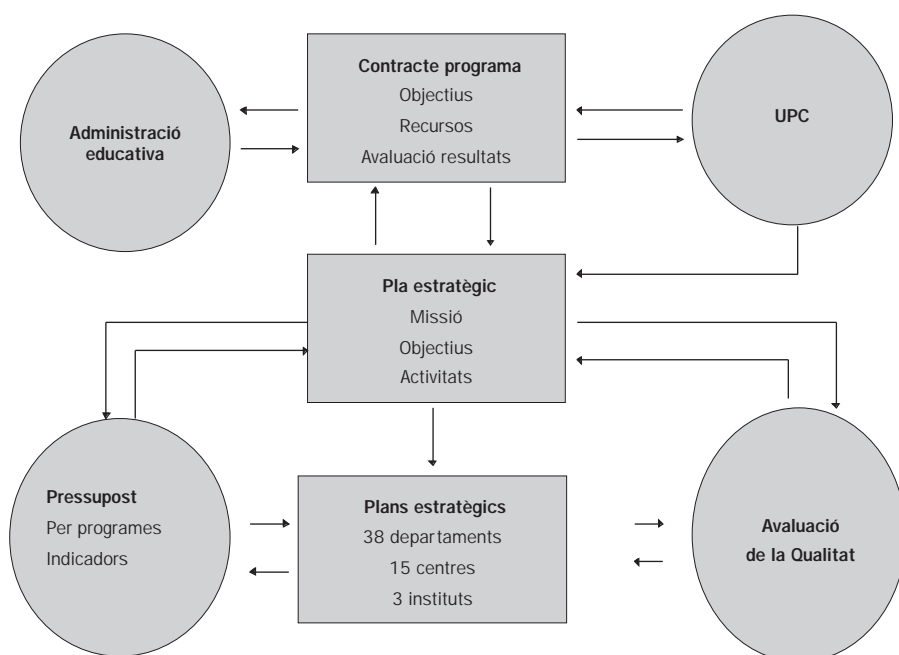 Contracte programa
Objectius
Recursos
Avaluació resultats
Administració
educativa
UPC
Pla estratègic
Missió
Objectius
Activitats
Pressupost
Per programes
Indicadors
Plans estratègics
38 departaments
15 centres
3 instituts
Avaluació
de la Qualitat